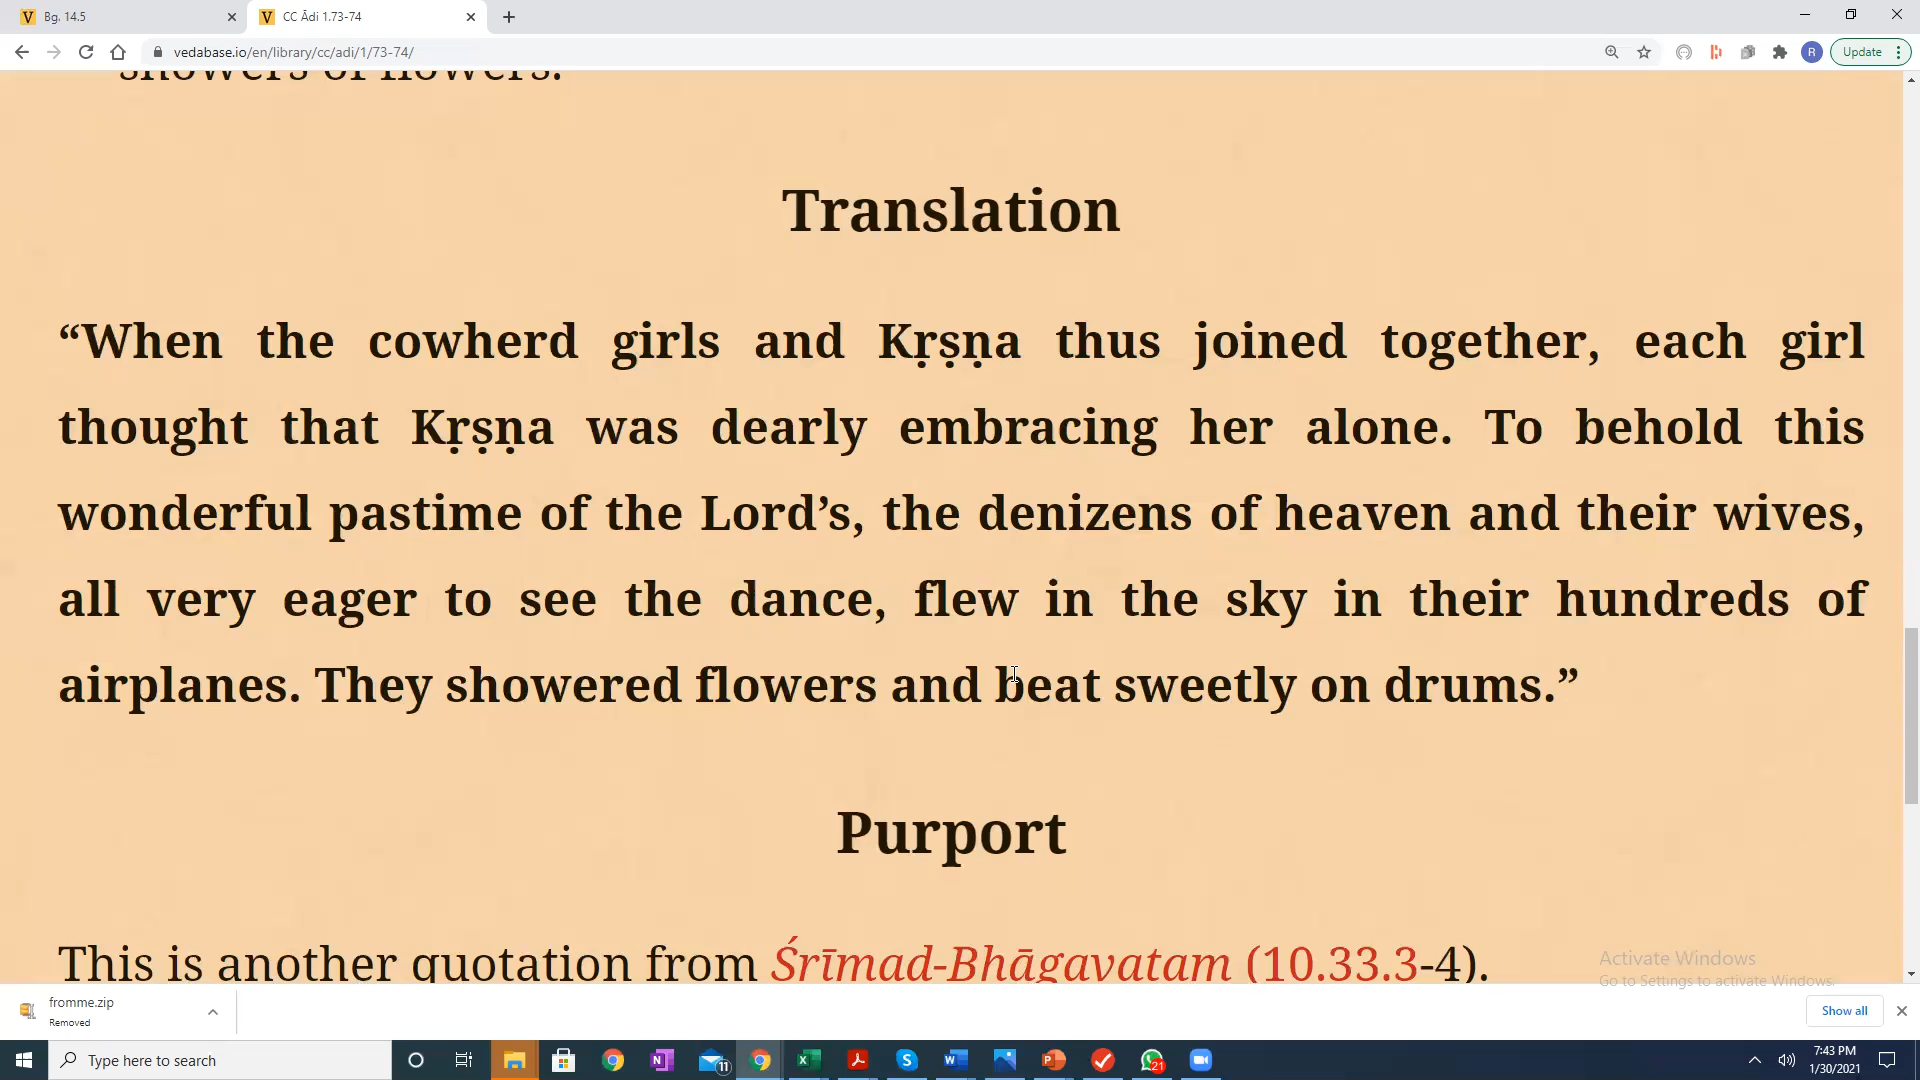 Bg. 14.5
CC Ādi 1.73-74
vedabase.io/en/library/cc/adi/1/73-74/
R
Update
showers of flowers.
Translation
“When the cowherd girls and Kṛṣṇa thus joined together, each girl
thought that Kṛṣṇa was dearly embracing her alone. To behold this
wonderful pastime of the Lord’s, the denizens of heaven and their wives,
all very eager to see the dance, flew in the sky in their hundreds of
airplanes. They showered flowers and beat sweetly on drums.”
Purport
This is another quotation from Śrīmad-Bhāgavatam (10.33.3-4).
Activate Windows
Go to Settings to activate Windows.
fromme.zip
Removed
Show all
Type here to search
11
21
7:43 PM
1/30/2021